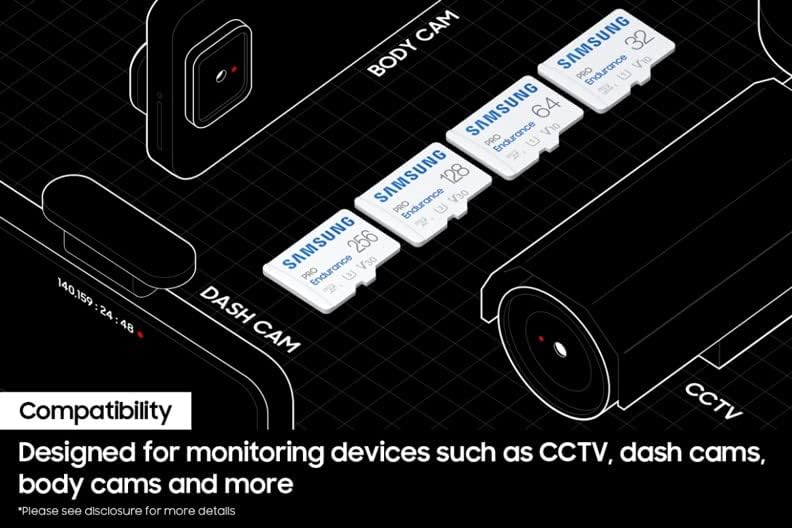 BODY CAM
SAMSUNG
PRO
Endurance 32
U1 V10
SAMSUNG
PRO
Endurance 64
U1 V10
SAMSUNG
PRO
Endurance 128
U3 V30
SAMSUNG
PRO
Endurance 256
U3 V30
140,159 : 24 : 48
DASH CAM
CCTV
Compatibility
Designed for monitoring devices such as CCTV, dash cams,
body cams and more
*Please see disclosure for more details